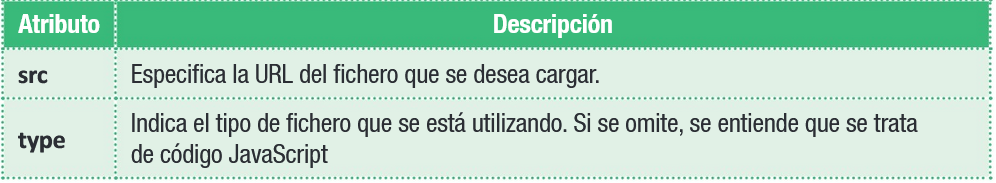 Atributo Descripción
src Especifica la URL del fichero que se desea cargar.
type Indica el tipo de fichero que se está utilizando. Si se omite, se entiende que se trata
de código JavaScript